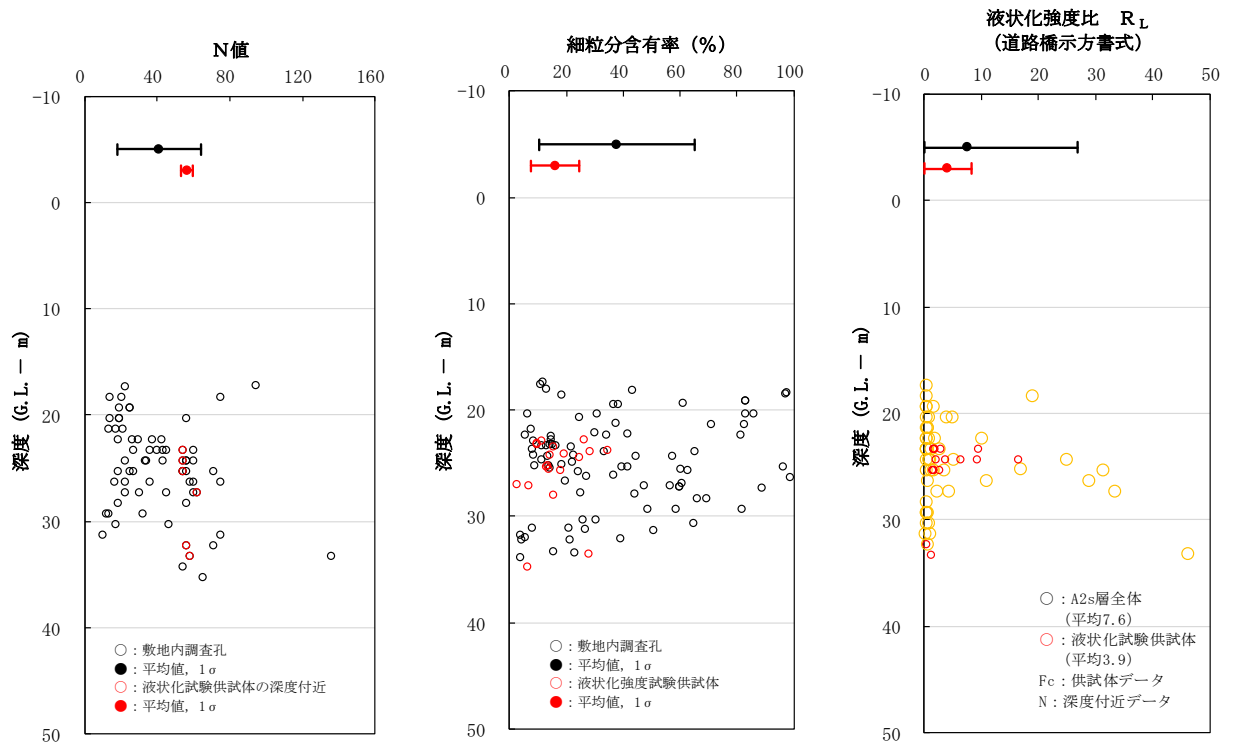 N値
0 40 80 120 160
-10
0
10
20
30
40
50
深度 (G.L. － m)
○：敷地内調査孔
●：平均値, 1σ
○：液状化試験供試体の深度付近
●：平均値, 1σ
細粒分含有率 (%)
0 20 40 60 80 100
-10
0
10
20
30
40
50
深度 (G.L. － m)
○：敷地内調査孔
●：平均値, 1σ
○：液状化強度試験供試体
●：平均値, 1σ
液状化強度比 RL
(道路橋示方書式)
0 10 20 30 40 50
-10
0
10
20
30
40
50
深度 (G.L. － m)
○：A2s層全体
(平均7.6)
○：液状化試験供試体
(平均3.9)
Fc：供試体データ
N：深度付近データ